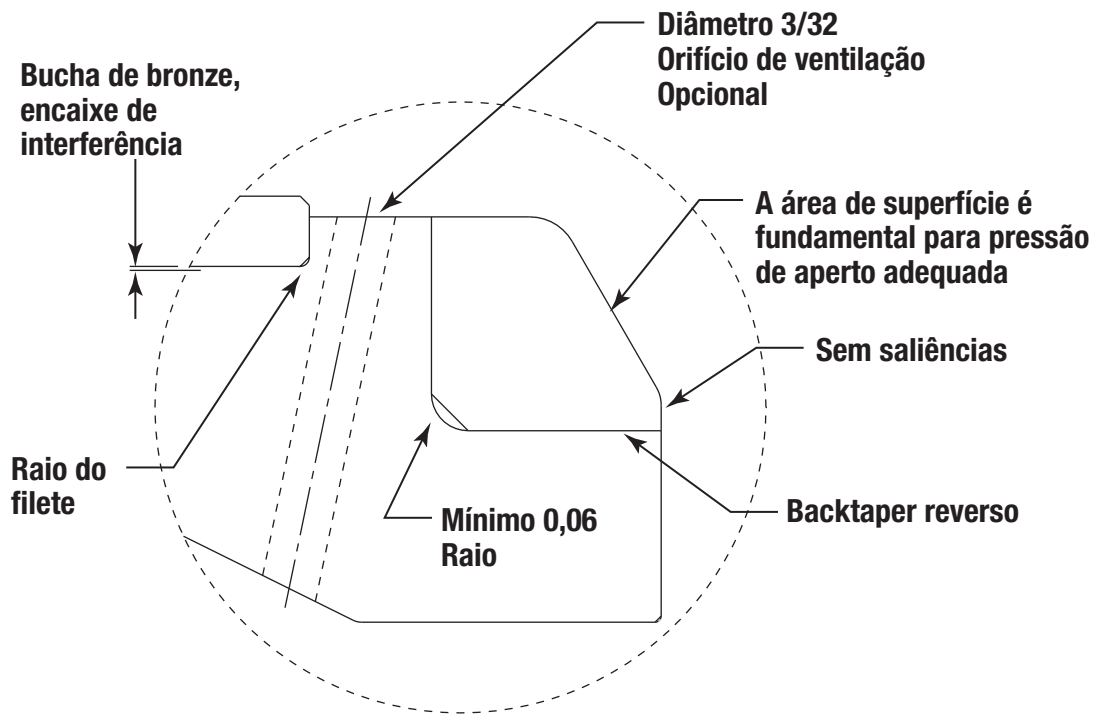 Diâmetro 3/32
Orifício de ventilação
Opcional
Bucha de bronze,
encaixe de
interferência
A área de superfície é
fundamental para pressão
de aperto adequada
Sem saliências
Raio do
filete
Mínimo 0,06
Raio
Backtaper reverso